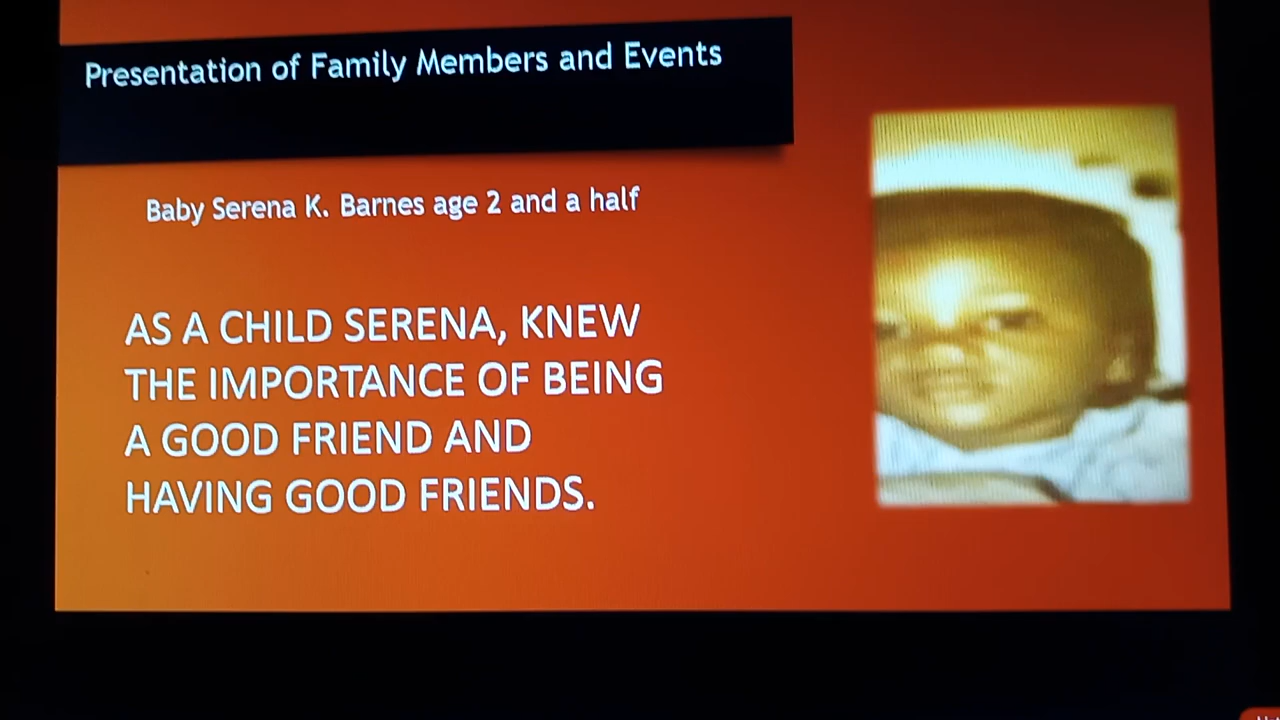 Presentation of Family Members and Events
Baby Serena K. Barnes age 2 and a half
AS A CHILD SERENA, KNEW
THE IMPORTANCE OF BEING
A GOOD FRIEND AND
HAVING GOOD FRIENDS.